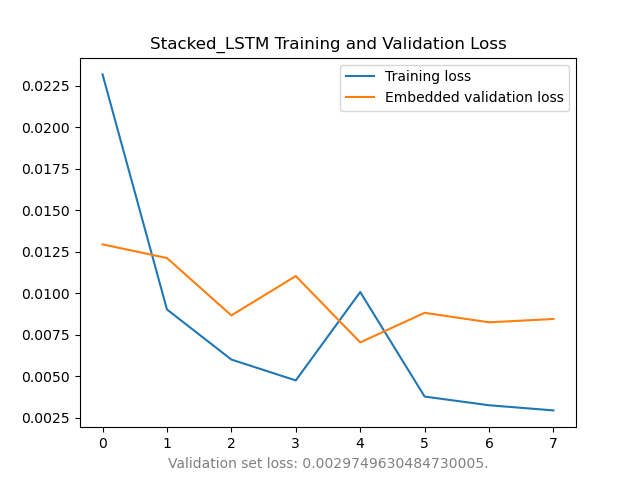 Stacked_LSTM Training and Validation Loss
Training loss
Embedded validation loss
0.0225
0.0200
0.0175
0.0150
0.0125
0.0100
0.0075
0.0050
0.0025
0 1 2 3 4 5 6 7
Validation set loss: 0.0029749630484730005.